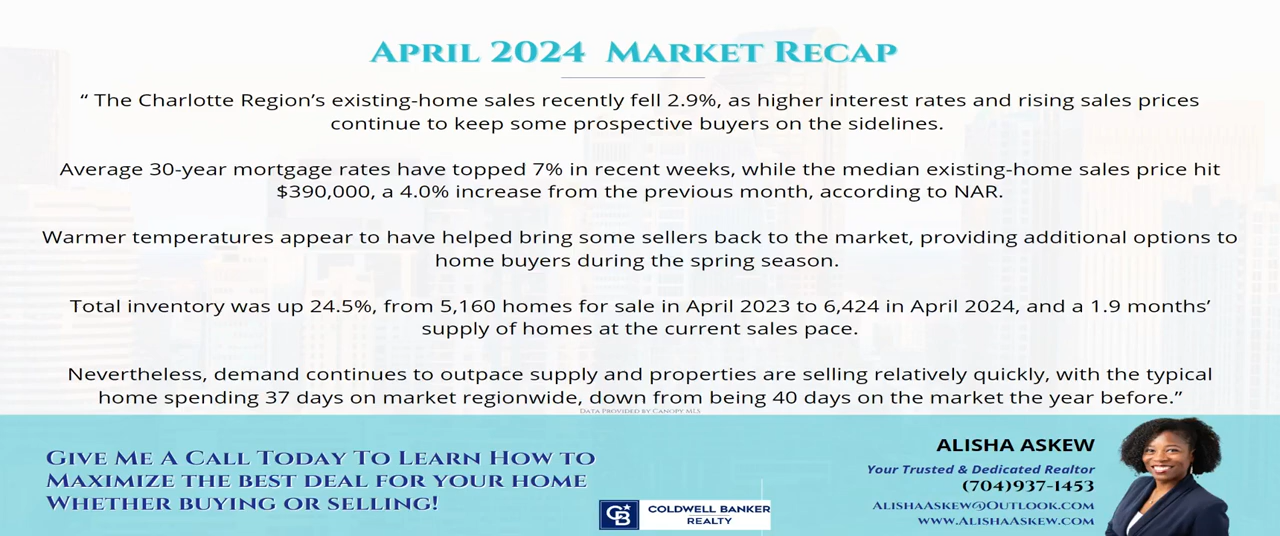 April 2024 Market Recap
“ The Charlotte Region’s existing-home sales recently fell 2.9%, as higher interest rates and rising sales prices
continue to keep some prospective buyers on the sidelines.
Average 30-year mortgage rates have topped 7% in recent weeks, while the median existing-home sales price hit
$390,000, a 4.0% increase from the previous month, according to NAR.
Warmer temperatures appear to have helped bring some sellers back to the market, providing additional options to
home buyers during the spring season.
Total inventory was up 24.5%, from 5,160 homes for sale in April 2023 to 6,424 in April 2024, and a 1.9 months’
supply of homes at the current sales pace.
Nevertheless, demand continues to outpace supply and properties are selling relatively quickly, with the typical
home spending 37 days on market regionwide, down from being 40 days on the market the year before.”
Data Provided by Canopy MLS
Give Me A Call Today To Learn How to
Maximize the best deal for your home
Whether buying or selling!
CB
COLDWELL BANKER
REALTY
ALISHA ASKEW
Your Trusted & Dedicated Realtor
(704)937-1453
AlishaAskew@Outlook.com
www.AlishaAskew.com